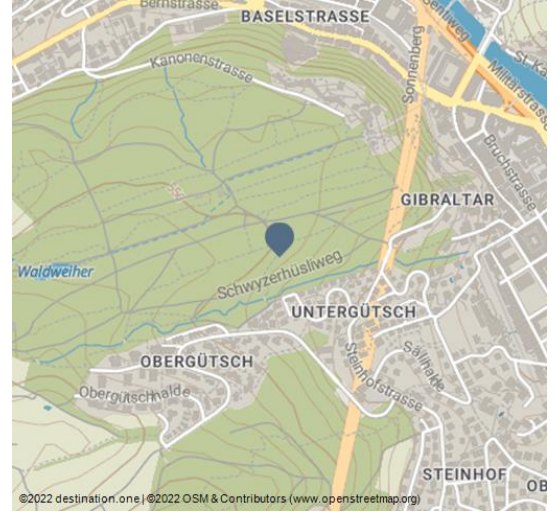 Bernstrasse
BASELSTRASSE
Sentiweg
Kanonenstrasse
St. Ka
Militärstrasse
Sonnenberg
Bruchstrasse
GIBRALTAR
Waldweiher
Schwyzerhüsliweg
UNTERGÜTSCH
OBERGÜTSCH
Steinhofstrasse
Sälihalde
Obergütschhalde
STEINHOF
OB
©2022 destination.one | ©2022 OSM & Contributors (www.openstreetmap.org)